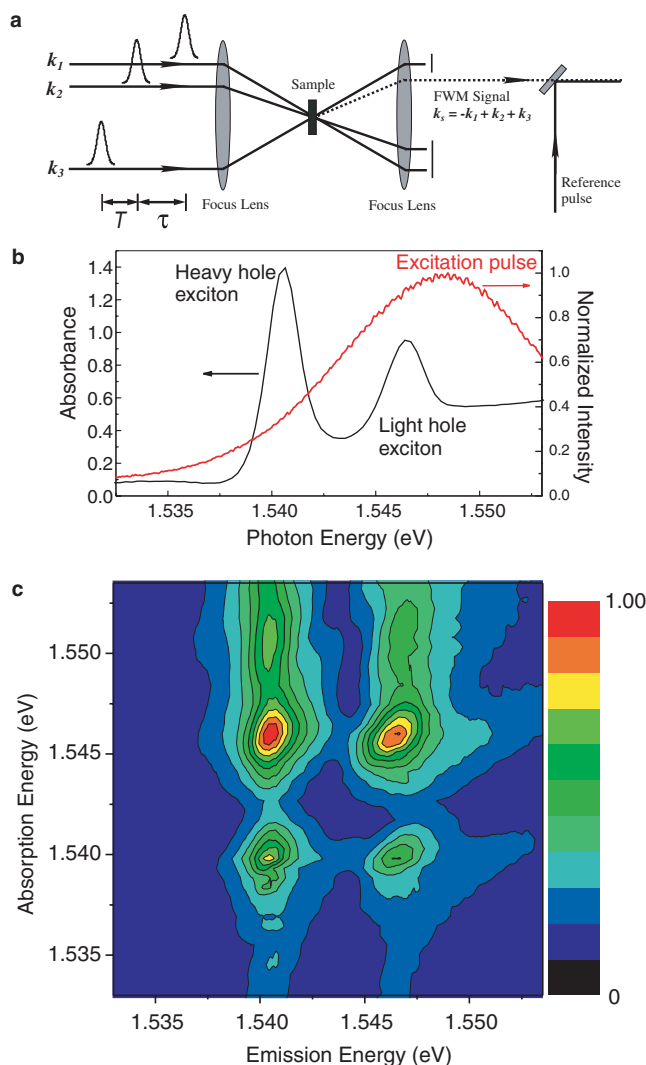 a
k1
k2
k3
T
τ
Focus Lens
Sample
Focus Lens
FWM Signal
ks = -k1 + k2 + k3
Reference
pulse
b
Heavy hole
exciton
Excitation pulse
Light hole
exciton
Absorbance
1.4
1.2
1.0
0.8
0.6
0.4
0.2
0.0
Normalized Intensity
1.0
0.8
0.6
0.4
0.2
0.0
1.535
1.540
1.545
1.550
Photon Energy (eV)
c
Absorption Energy (eV)
1.550
1.545
1.540
1.535
1.535
1.540
1.545
1.550
Emission Energy (eV)
1.00
0